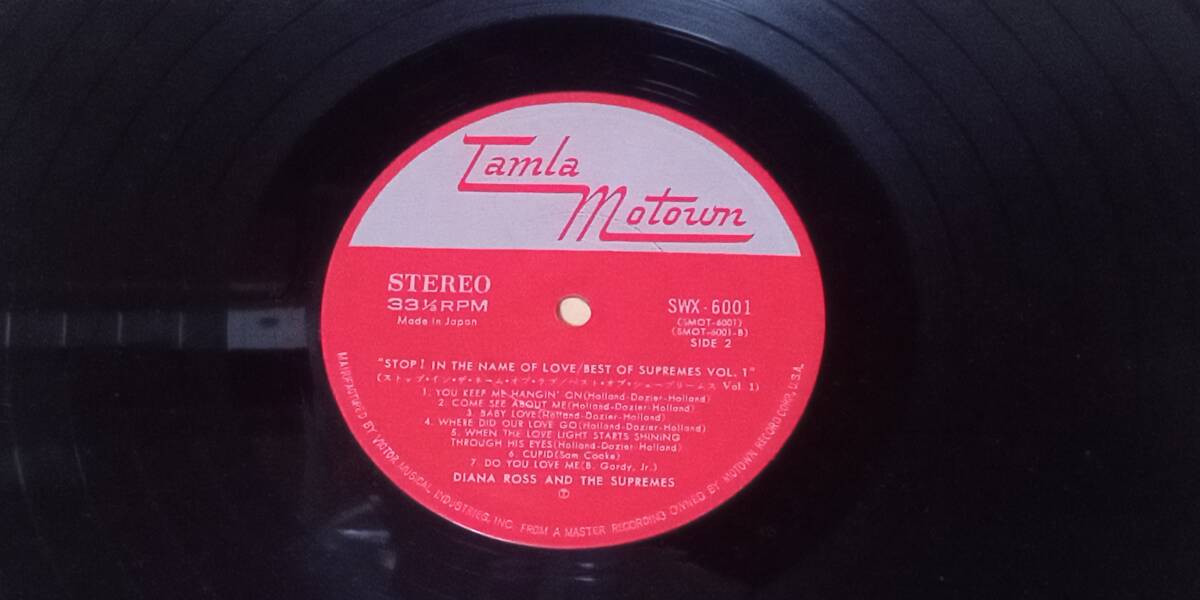 Tamla
Motown
STEREO
33⅓RPM
Made in Japan
SWX-6001
(SMOT-6001)
(SMOT-6001-B)
SIDE 2
"STOP! IN THE NAME OF LOVE/BEST OF SUPREMES VOL. 1"
(ストップ・イン・ザ・ネーム・オブ・ラブ/ベスト・オブ・シュープリームス Vol. 1)
1. YOU KEEP ME HANGIN' ON(Holland-Dozier-Holland)
2. COME SEE ABOUT ME(Holland-Dozier-Holland)
3. BABY LOVE(Holland-Dozier-Holland)
4. WHERE DID OUR LOVE GO(Holland-Dozier-Holland)
5. WHEN THE LOVE LIGHT STARTS SHINING
THROUGH HIS EYES(Holland-Dozier-Holland)
6. CUPID(Sam Cooke)
7. DO YOU LOVE ME(B. Gordy, Jr.)
DIANA ROSS AND THE SUPREMES
MANUFACTURED BY VICTOR MUSICAL INDUSTRIES, INC. FROM A MASTER RECORDING OWNED BY MOTOWN RECORD CORP., U.S.A.